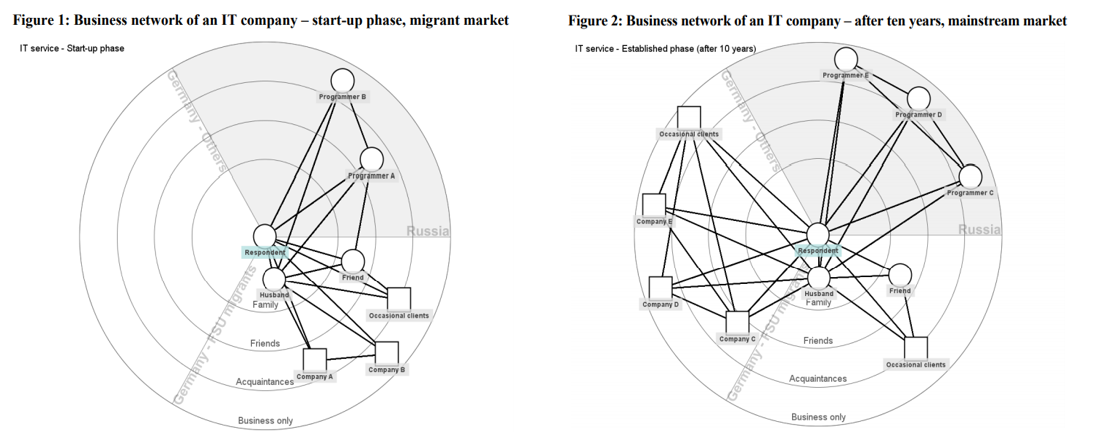 Figure 1: Business network of an IT company – start-up phase, migrant market
IT service - Start-up phase
Germany - Others
Programmer B
Programmer A
Russia
Respondent
Friend
Husband
Family
Occasional clients
Germany - FSU migrants
Friends
Company B
Company A
Acquaintances
Business only
Figure 2: Business network of an IT company – after ten years, mainstream market
IT service - Established phase (after 10 years)
Germany - Others
Programmer E
Programmer D
Occasional clients
Programmer C
Company E
Russia
Respondent
Friend
Husband
Family
Company D
Germany - FSU migrants
Company C
Friends
Occasional clients
Acquaintances
Business only